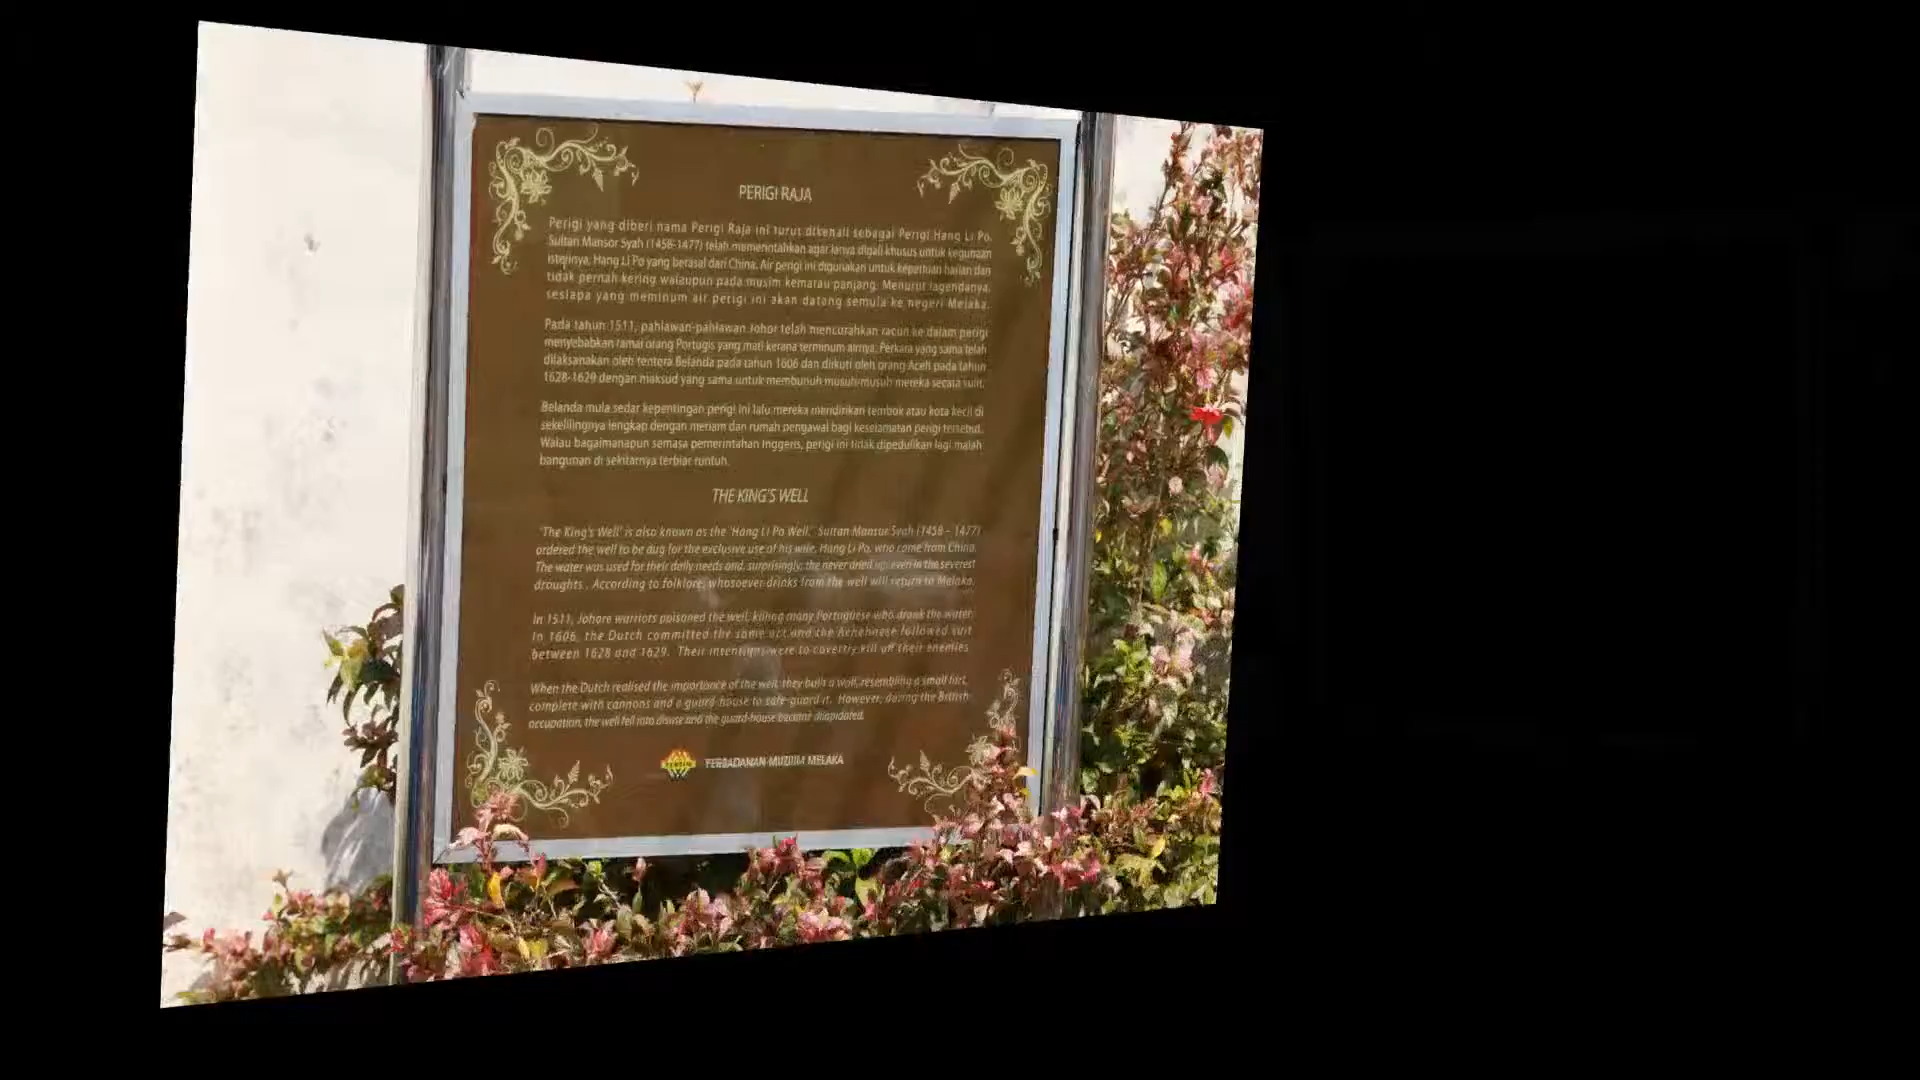 PERIGI RAJA
Perigi yang diberi nama Perigi Raja ini turut dikenali sebagai Perigi Hang Li Po.
Sultan Mansor Syah (1458-1477) telah memerintahkan agar ianya digali khusus untuk kegunaan
isterinya, Hang Li Po yang berasal dari China. Air perigi ini digunakan untuk keperluan harian dan
tidak pernah kering walaupun pada musim kemarau panjang. Menurut lagendanya,
sesiapa yang meminum air perigi ini akan datang semula ke negeri Melaka.
Pada tahun 1511, pahlawan-pahlawan Johor telah mencurahkan racun ke dalam perigi
menyebabkan ramai orang Portugis yang mati kerana terminum airnya. Perkara yang sama telah
dilaksanakan oleh tentera Belanda pada tahun 1606 dan diikuti oleh orang Aceh pada tahun
1628-1629 dengan maksud yang sama untuk membunuh musuh-musuh mereka secara sulit.
Belanda mula sedar kepentingan perigi ini lalu mereka mendirikan tembok atau kota kecil di
sekelilingnya lengkap dengan meriam dan rumah pengawal bagi keselamatan perigi tersebut.
Walau bagaimanapun semasa pemerintahan Inggeris, perigi ini tidak dipedulikan lagi malah
bangunan di sekitarnya terbiar runtuh.
THE KING'S WELL
'The King's Well' is also known as the 'Hang Li Po Well.' Sultan Mansur Syah (1458 – 1477)
ordered the well to be dug for the exclusive use of his wife, Hang Li Po, who came from China.
The water was used for their daily needs and, surprisingly, the never dried up even in the severest
droughts . According to folklore, whosoever drinks from the well will return to Melaka.
In 1511, Johore warriors poisoned the well, killing many Portuguese who drank the water.
In 1606, the Dutch committed the same act and the Achehnese followed suit
between 1628 and 1629. Their intentions were to covertly kill off their enemies
When the Dutch realised the importance of the well, they built a wall, resembling a small fort,
complete with cannons and a guard-house to safe-guard it. However, during the British
occupation, the well fell into disuse and the guard-house became dilapidated.
PERBADANAN MUZIUM MELAKA